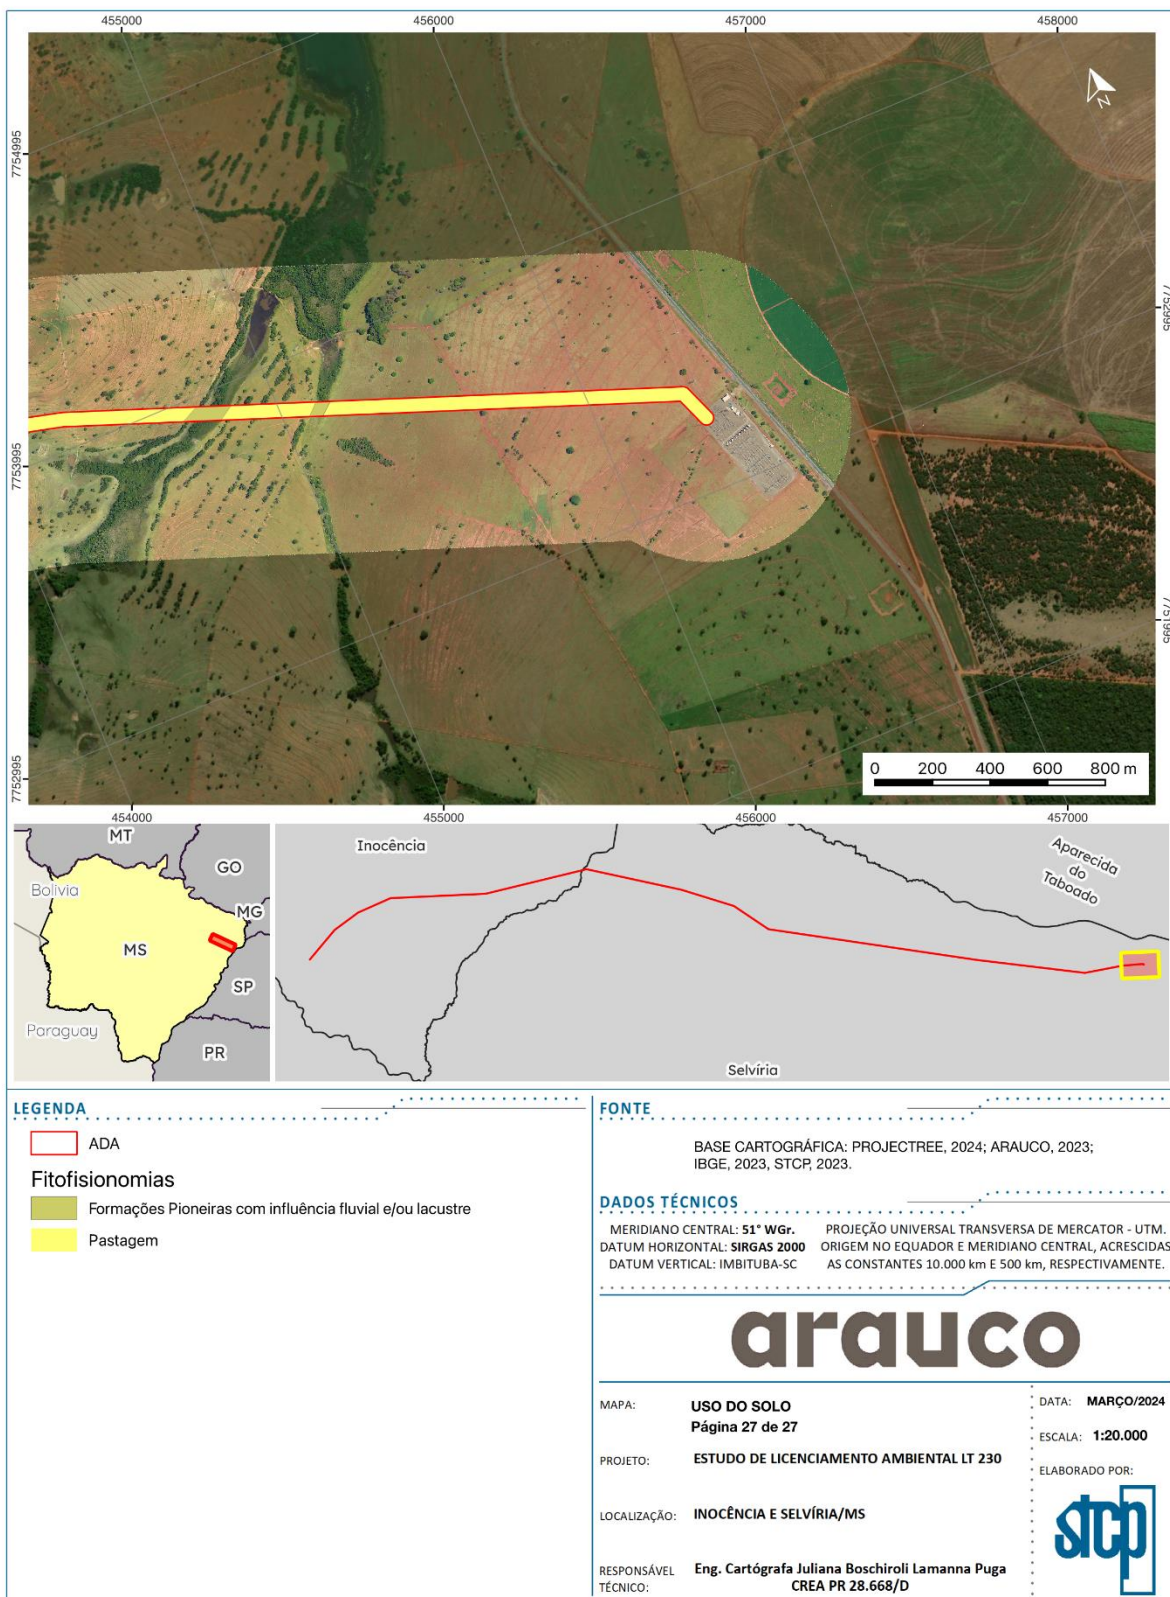 455000
456000
457000
458000
7754995
7753995
7752995
7752995
7751995
N
0 200 400 600 800 m
454000
455000
456000
457000
MT
Bolivia
GO
MG
MS
SP
Paraguay
PR
Inocência
Aparecida
do
Taboado
Selvíria
LEGENDA
ADA
Fitofisionomias
Formações Pioneiras com influência fluvial e/ou lacustre
Pastagem
FONTE
BASE CARTOGRÁFICA: PROJECTREE, 2024; ARAUCO, 2023;
IBGE, 2023, STCP, 2023.
DADOS TÉCNICOS
MERIDIANO CENTRAL: 51° WGr.
DATUM HORIZONTAL: SIRGAS 2000
DATUM VERTICAL: IMBITUBA-SC
PROJEÇÃO UNIVERSAL TRANSVERSA DE MERCATOR - UTM.
ORIGEM NO EQUADOR E MERIDIANO CENTRAL, ACRESCIDAS
AS CONSTANTES 10.000 km E 500 km, RESPECTIVAMENTE.
arauco
MAPA: USO DO SOLO
Página 27 de 27
PROJETO: ESTUDO DE LICENCIAMENTO AMBIENTAL LT 230
LOCALIZAÇÃO: INOCÊNCIA E SELVÍRIA/MS
RESPONSÁVEL
TÉCNICO:
Eng. Cartógrafa Juliana Boschiroli Lamanna Puga
CREA PR 28.668/D
DATA: MARÇO/2024
ESCALA: 1:20.000
ELABORADO POR:
stcp